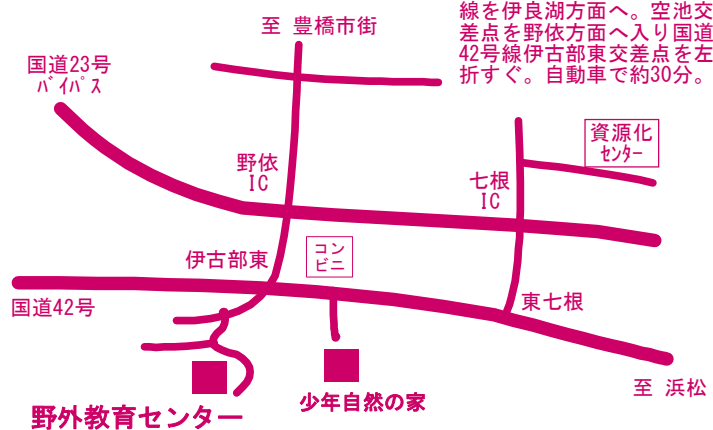 線を伊良湖方面へ。空池交
差点を野依方面へ入り国道
42号線伊古部東交差点を左
折すぐ。自動車で約30分。
至 豊橋市街
国道23号
バイパス
資源化
センター
野依
IC
七根
IC
伊古部東
コン
ビニ
国道42号
東七根
至 浜松
少年自然の家
野外教育センター